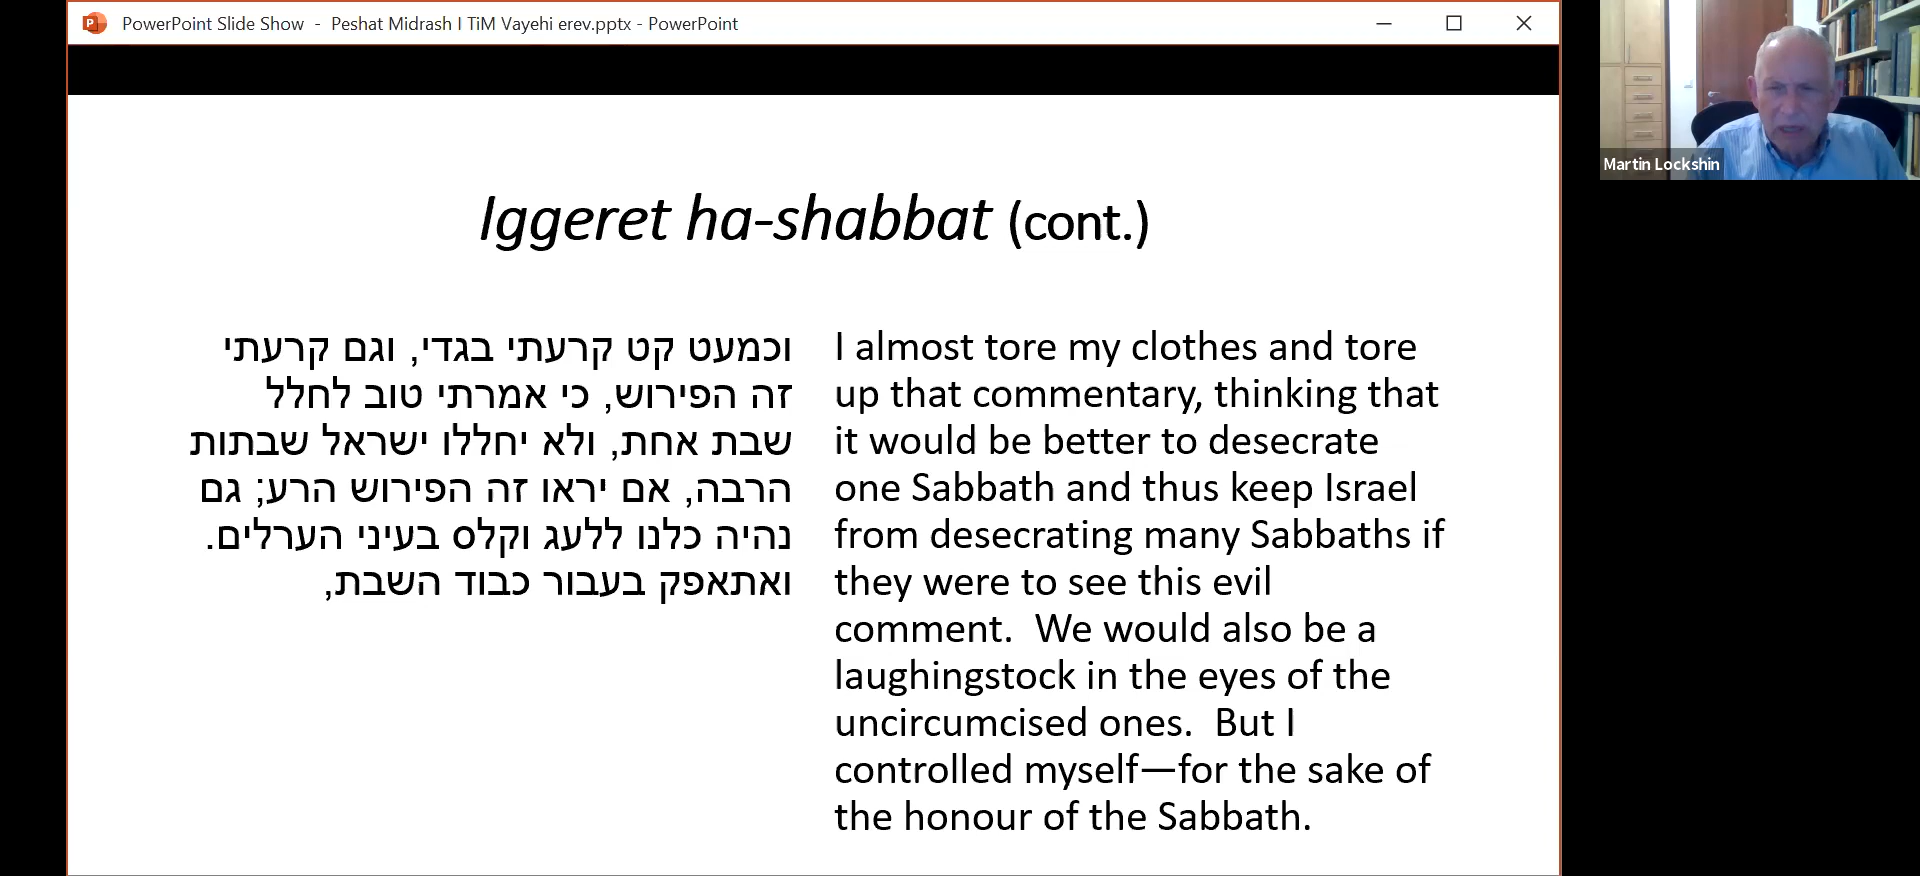 PowerPoint Slide Show - Peshat Midrash I TiM Vayehi erev.pptx - PowerPoint
Martin Lockshin
Iggeret ha-shabbat (cont.)
וכמעט קט קרעתי בגדי, וגם קרעתי
זה הפירוש, כי אמרתי טוב לחלל
שבת אחת, ולא יחללו ישראל שבתות
הרבה, אם יראו זה הפירוש הרע; גם
נהיה כלנו ללעג וקלס בעיני הערלים.
ואתאפק בעבור כבוד השבת,
I almost tore my clothes and tore
up that commentary, thinking that
it would be better to desecrate
one Sabbath and thus keep Israel
from desecrating many Sabbaths if
they were to see this evil
comment.  We would also be a
laughingstock in the eyes of the
uncircumcised ones.  But I
controlled myself—for the sake of
the honour of the Sabbath.